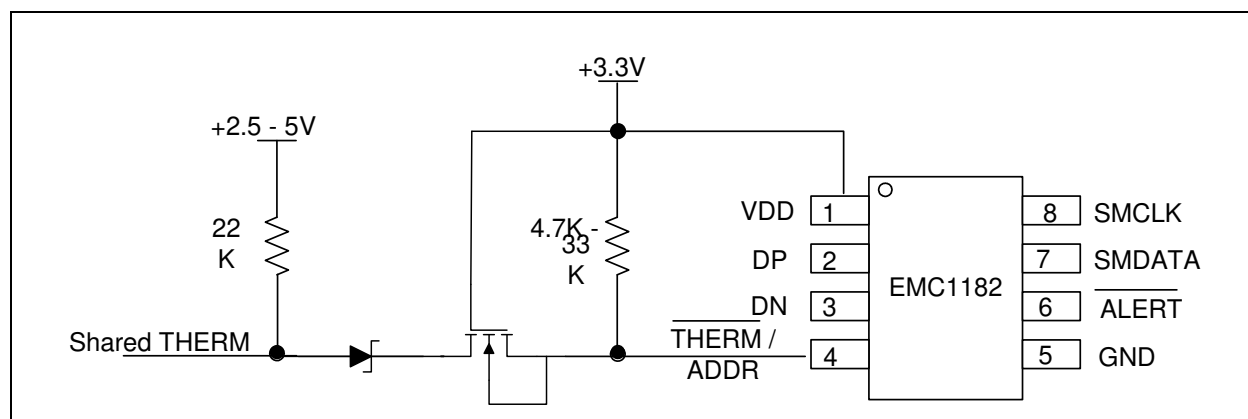 +3.3V
+2.5 - 5V
22
K
4.7K -
33
K
Shared THERM
VDD
DP
DN
THERM /
ADDR
1
2
3
4
EMC1182
8
7
6
5
SMCLK
SMDATA
ALERT
GND